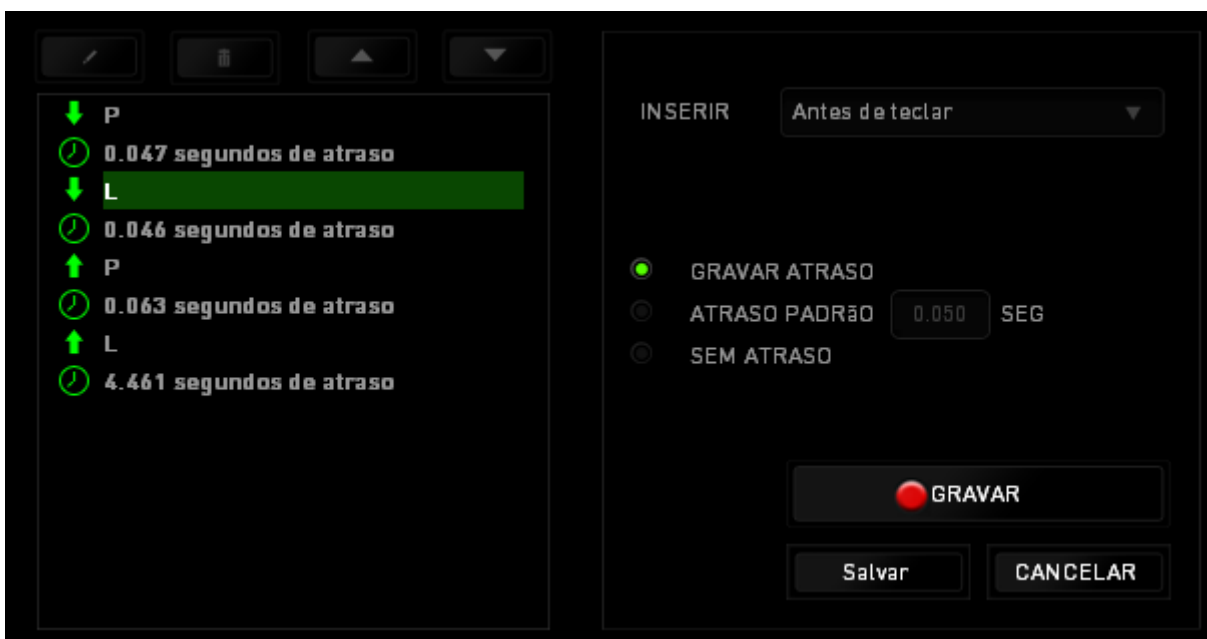 P
0.047 segundos de atraso
L
0.046 segundos de atraso
P
0.063 segundos de atraso
L
4.461 segundos de atraso
INSERIR Antes de teclar
GRAVAR ATRASO
ATRASO PADRãO 0.050 SEG
SEM ATRASO
GRAVAR
Salvar CANCELAR